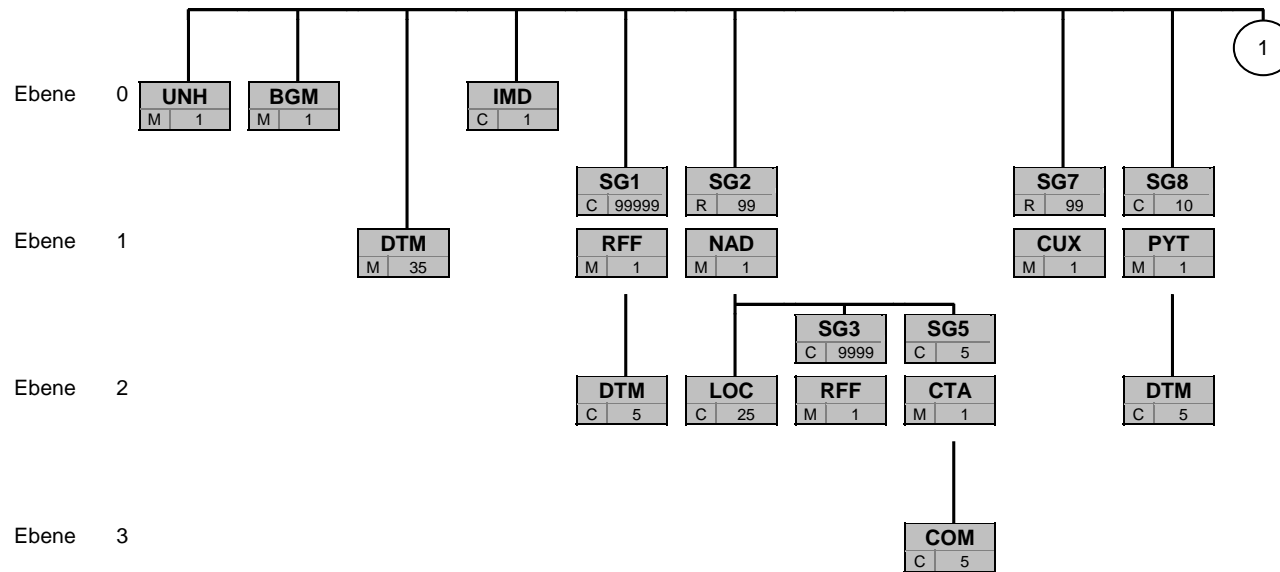 1
Ebene 0 UNH BGM IMD
M 1 M 1 C 1
SG1 SG2 SG7 SG8
C 99999 R 99 R 99 C 10
Ebene 1 DTM RFF NAD CUX PYT
M 35 M 1 M 1 M 1 M 1
SG3 SG5
C 9999 C 5
Ebene 2 DTM LOC RFF CTA DTM
C 5 C 25 M 1 M 1 C 5
Ebene 3 COM
C 5